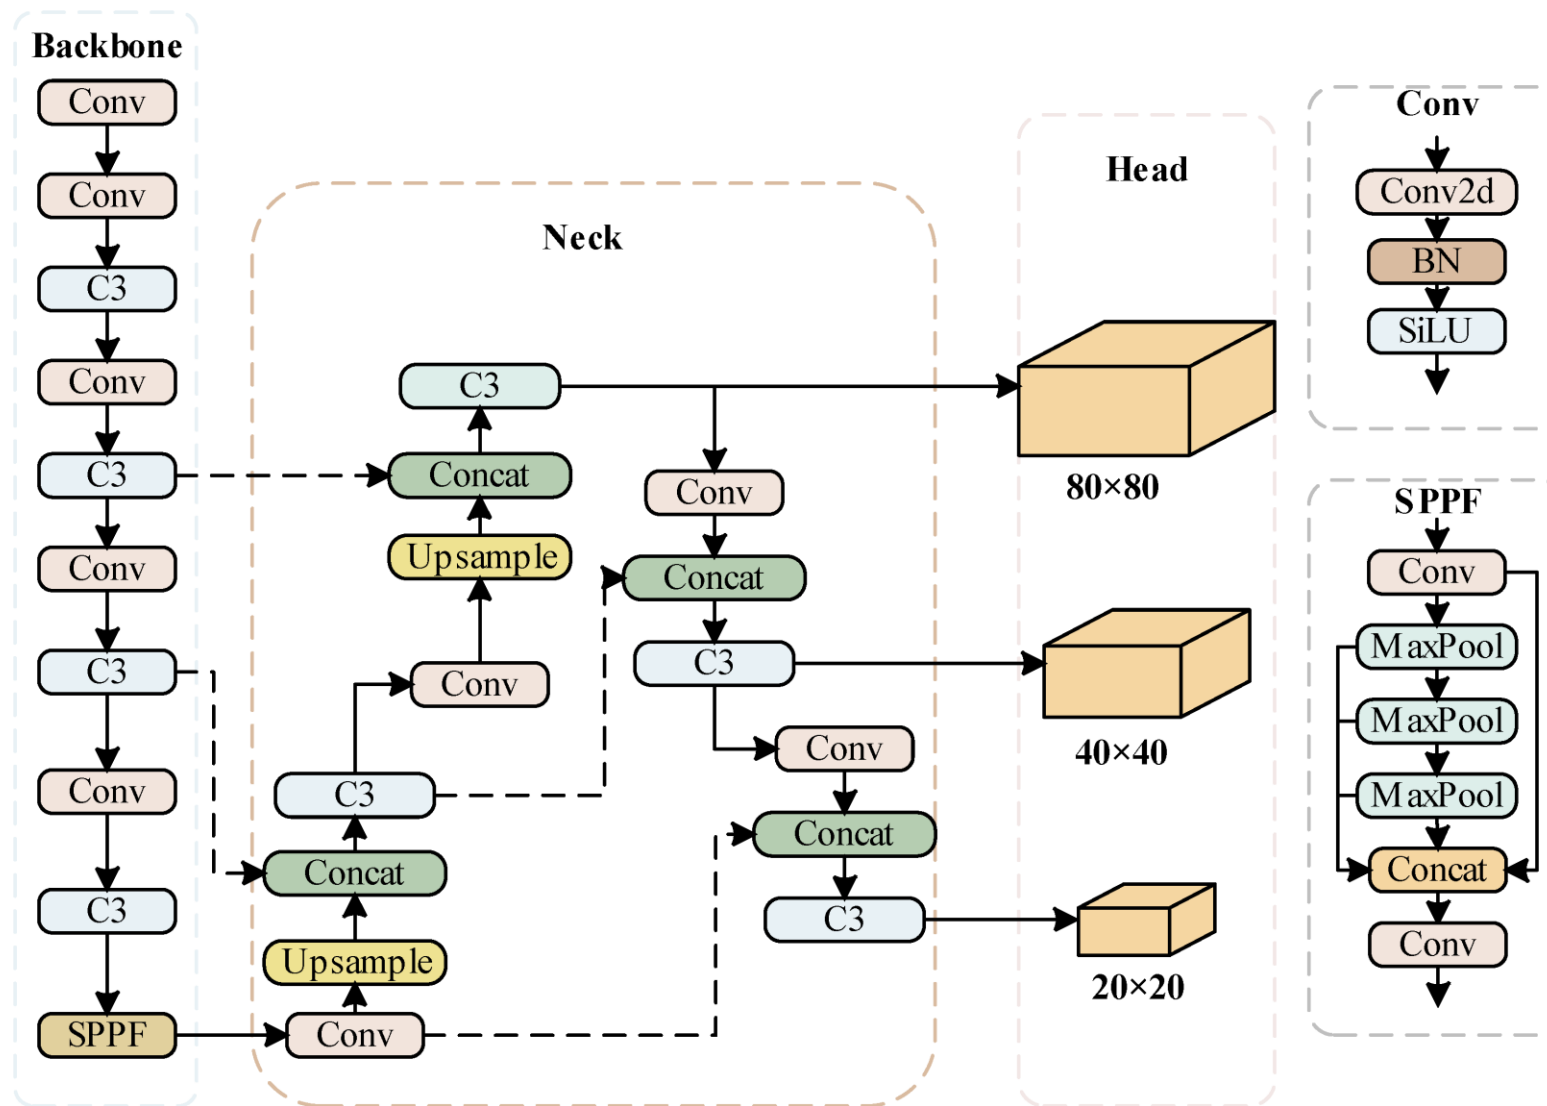 Backbone
Conv
Conv
C3
Conv
C3
Conv
C3
Conv
C3
SPPF
Neck
C3
Concat
Upsample
Conv
C3
Concat
Upsample
Conv
Conv
Concat
C3
Conv
Concat
C3
Head
80×80
40×40
20×20
Conv
Conv2d
BN
SiLU
SPPF
Conv
MaxPool
MaxPool
MaxPool
Concat
Conv